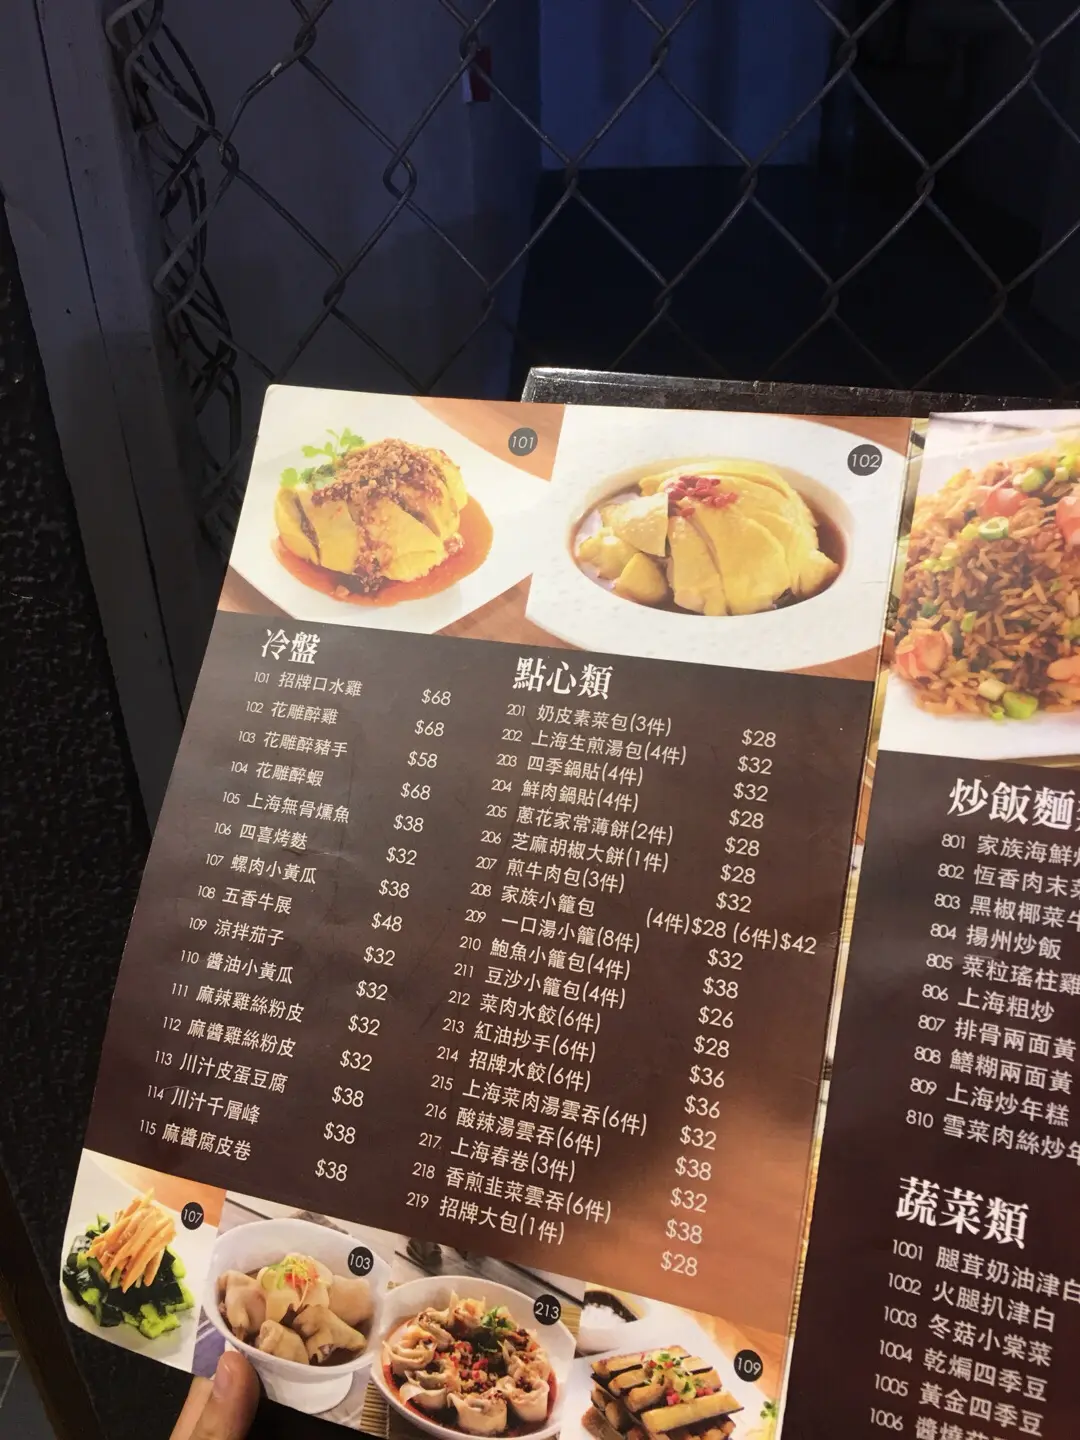 101
102
冷盤
101 招牌口水雞 $68
102 花雕醉雞 $68
103 花雕醉豬手 $58
104 花雕醉蝦 $68
105 上海無骨燻魚 $38
106 四喜烤麩 $32
107 螺肉小黃瓜 $38
108 五香牛展 $48
109 涼拌茄子 $32
110 醬油小黃瓜 $32
111 麻辣雞絲粉皮 $32
112 麻醬雞絲粉皮 $32
113 川汁皮蛋豆腐 $38
114 川汁千層峰 $38
115 麻醬腐皮卷 $38
點心類
201 奶皮素菜包(3件) $28
202 上海生煎湯包(4件) $32
203 四季鍋貼(4件) $32
204 鮮肉鍋貼(4件) $28
205 蔥花家常薄餅(2件) $28
206 芝麻胡椒大餅(1件) $28
207 煎牛肉包(3件) $32
208 家族小籠包 (4件)$28 (6件)$42
209 一口湯小籠(8件) $32
210 鮑魚小籠包(4件) $38
211 豆沙小籠包(4件) $26
212 菜肉水餃(6件) $28
213 紅油抄手(6件) $36
214 招牌水餃(6件) $36
215 上海菜肉湯雲吞(6件) $32
216 酸辣湯雲吞(6件) $38
217 上海春卷(3件) $32
218 香煎韭菜雲吞(6件) $38
219 招牌大包(1件) $28
107
103
213
109
炒飯麵
801 家族海鮮
802 恆香肉末菜
803 黑椒椰菜牛
804 揚州炒飯
805 菜粒瑤柱雞
806 上海粗炒
807 排骨兩面黃
808 鱔糊兩面黃
809 上海炒年糕
810 雪菜肉絲炒年
蔬菜類
1001 腿茸奶油津白
1002 火腿扒津白
1003 冬菇小棠菜
1004 乾煸四季豆
1005 黃金四季豆
1006 醬燒